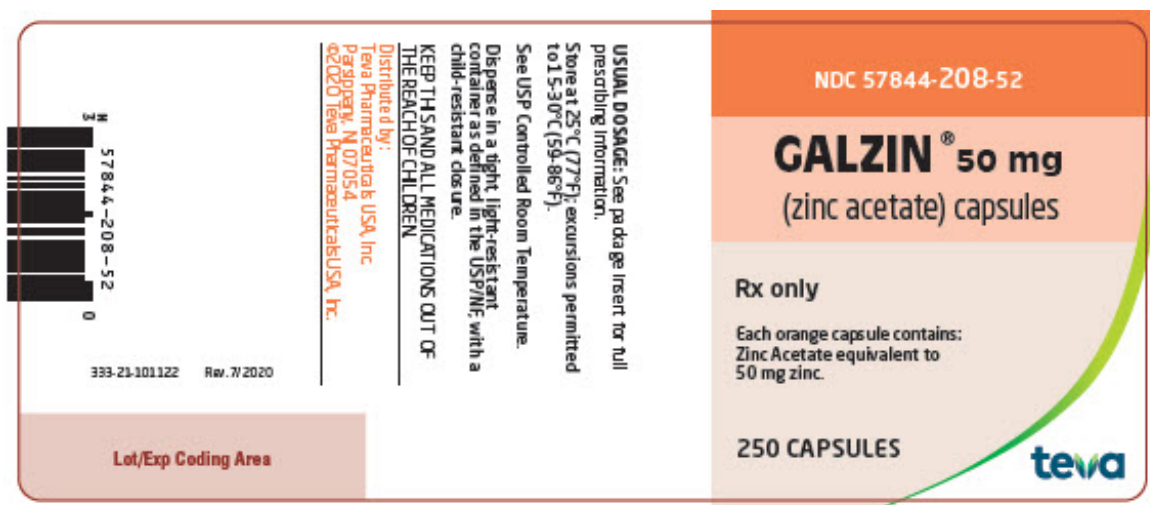 NDC 57844-208-52
GALZIN® 50 mg
(zinc acetate) capsules
Rx only
Each orange capsule contains:
Zinc Acetate equivalent to
50 mg zinc.
250 CAPSULES
teva
USUAL DOSAGE: See package insert for full
prescribing information.
Store at 25°C (77°F); excursions permitted
to 15-30°C (59-86°F).
See USP Controlled Room Temperature.
Dispense in a tight, light-resistant
container as defined in the USP/NF, with a
child-resistant closure.
KEEP THIS AND ALL MEDICATIONS OUT OF
THE REACH OF CHILDREN.
Distributed by:
Teva Pharmaceuticals USA, Inc.
Parsippany, NJ 07054
©2020 Teva Pharmaceuticals USA, Inc.
N
3 57844-208-52 0
333-21-101122 Rev. 7/2020
Lot/Exp Coding Area